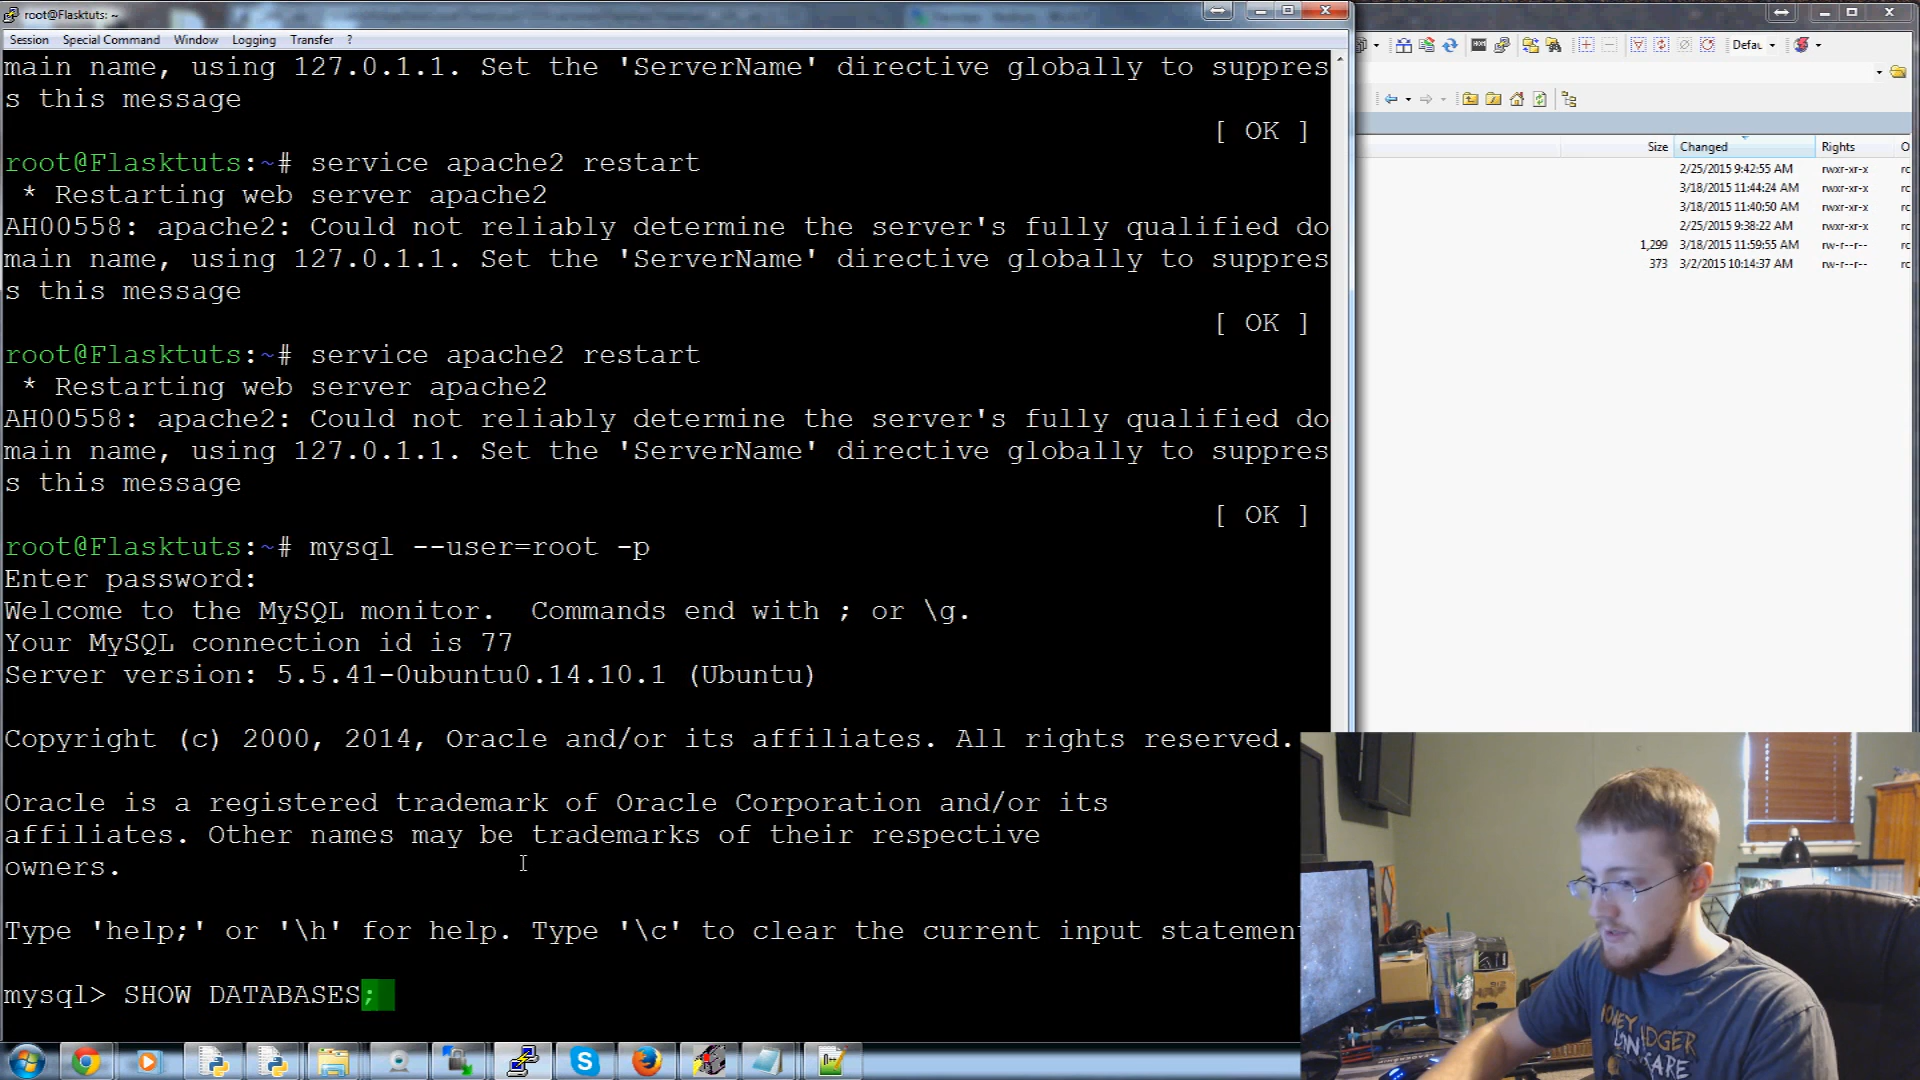 root@Flasktuts: ~
Session Special Command Window Logging Transfer ?
main name, using 127.0.1.1. Set the 'ServerName' directive globally to suppres
s this message
[ OK ]
root@Flasktuts:~# service apache2 restart
* Restarting web server apache2
AH00558: apache2: Could not reliably determine the server's fully qualified do
main name, using 127.0.1.1. Set the 'ServerName' directive globally to suppres
s this message
[ OK ]
root@Flasktuts:~# service apache2 restart
* Restarting web server apache2
AH00558: apache2: Could not reliably determine the server's fully qualified do
main name, using 127.0.1.1. Set the 'ServerName' directive globally to suppres
s this message
[ OK ]
root@Flasktuts:~# mysql --user=root -p
Enter password:
Welcome to the MySQL monitor.  Commands end with ; or \g.
Your MySQL connection id is 77
Server version: 5.5.41-0ubuntu0.14.10.1 (Ubuntu)
Copyright (c) 2000, 2014, Oracle and/or its affiliates. All rights reserved.
Oracle is a registered trademark of Oracle Corporation and/or its
affiliates. Other names may be trademarks of their respective
owners.
Type 'help;' or '\h' for help. Type '\c' to clear the current input statement
mysql> SHOW DATABASES;
Defau
Size Changed Rights O
2/25/2015 9:42:55 AM rwxr-xr-x rc
3/18/2015 11:44:24 AM rwxr-xr-x rc
3/18/2015 11:40:50 AM rwxr-xr-x rc
2/25/2015 9:38:22 AM rwxr-xr-x rc
1,299 3/18/2015 11:59:55 AM rw-r--r-- rc
373 3/2/2015 10:14:37 AM rw-r--r-- rc